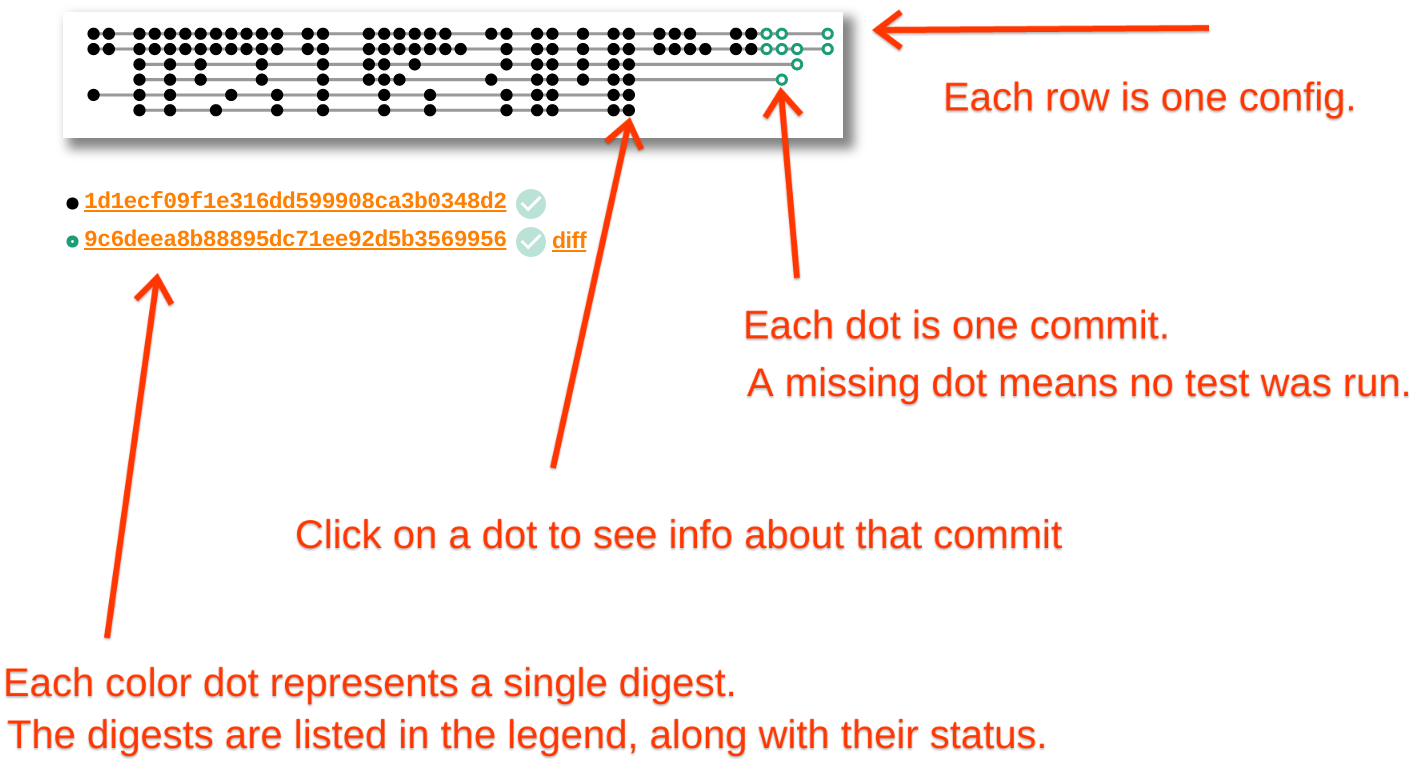 Each row is one config.
1d1ecf09f1e316dd599908ca3b0348d2
9c6deea8b88895dc71ee92d5b3569956 diff
Each dot is one commit.
A missing dot means no test was run.
Click on a dot to see info about that commit
Each color dot represents a single digest.
The digests are listed in the legend, along with their status.